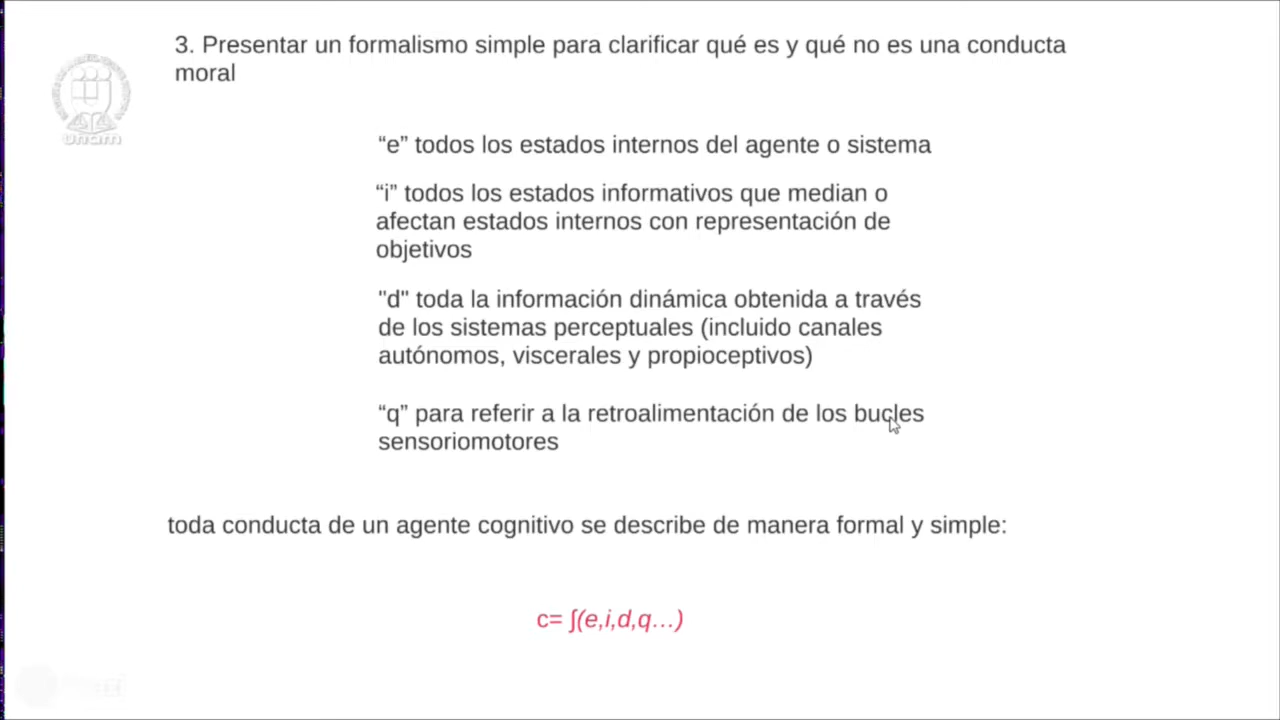 3. Presentar un formalismo simple para clarificar qué es y qué no es una conducta
moral
unam
“e” todos los estados internos del agente o sistema
“i” todos los estados informativos que median o
afectan estados internos con representación de
objetivos
"d" toda la información dinámica obtenida a través
de los sistemas perceptuales (incluido canales
autónomos, viscerales y propioceptivos)
“q” para referir a la retroalimentación de los bucles
sensoriomotores
toda conducta de un agente cognitivo se describe de manera formal y simple:
c= ∫(e,i,d,q…)